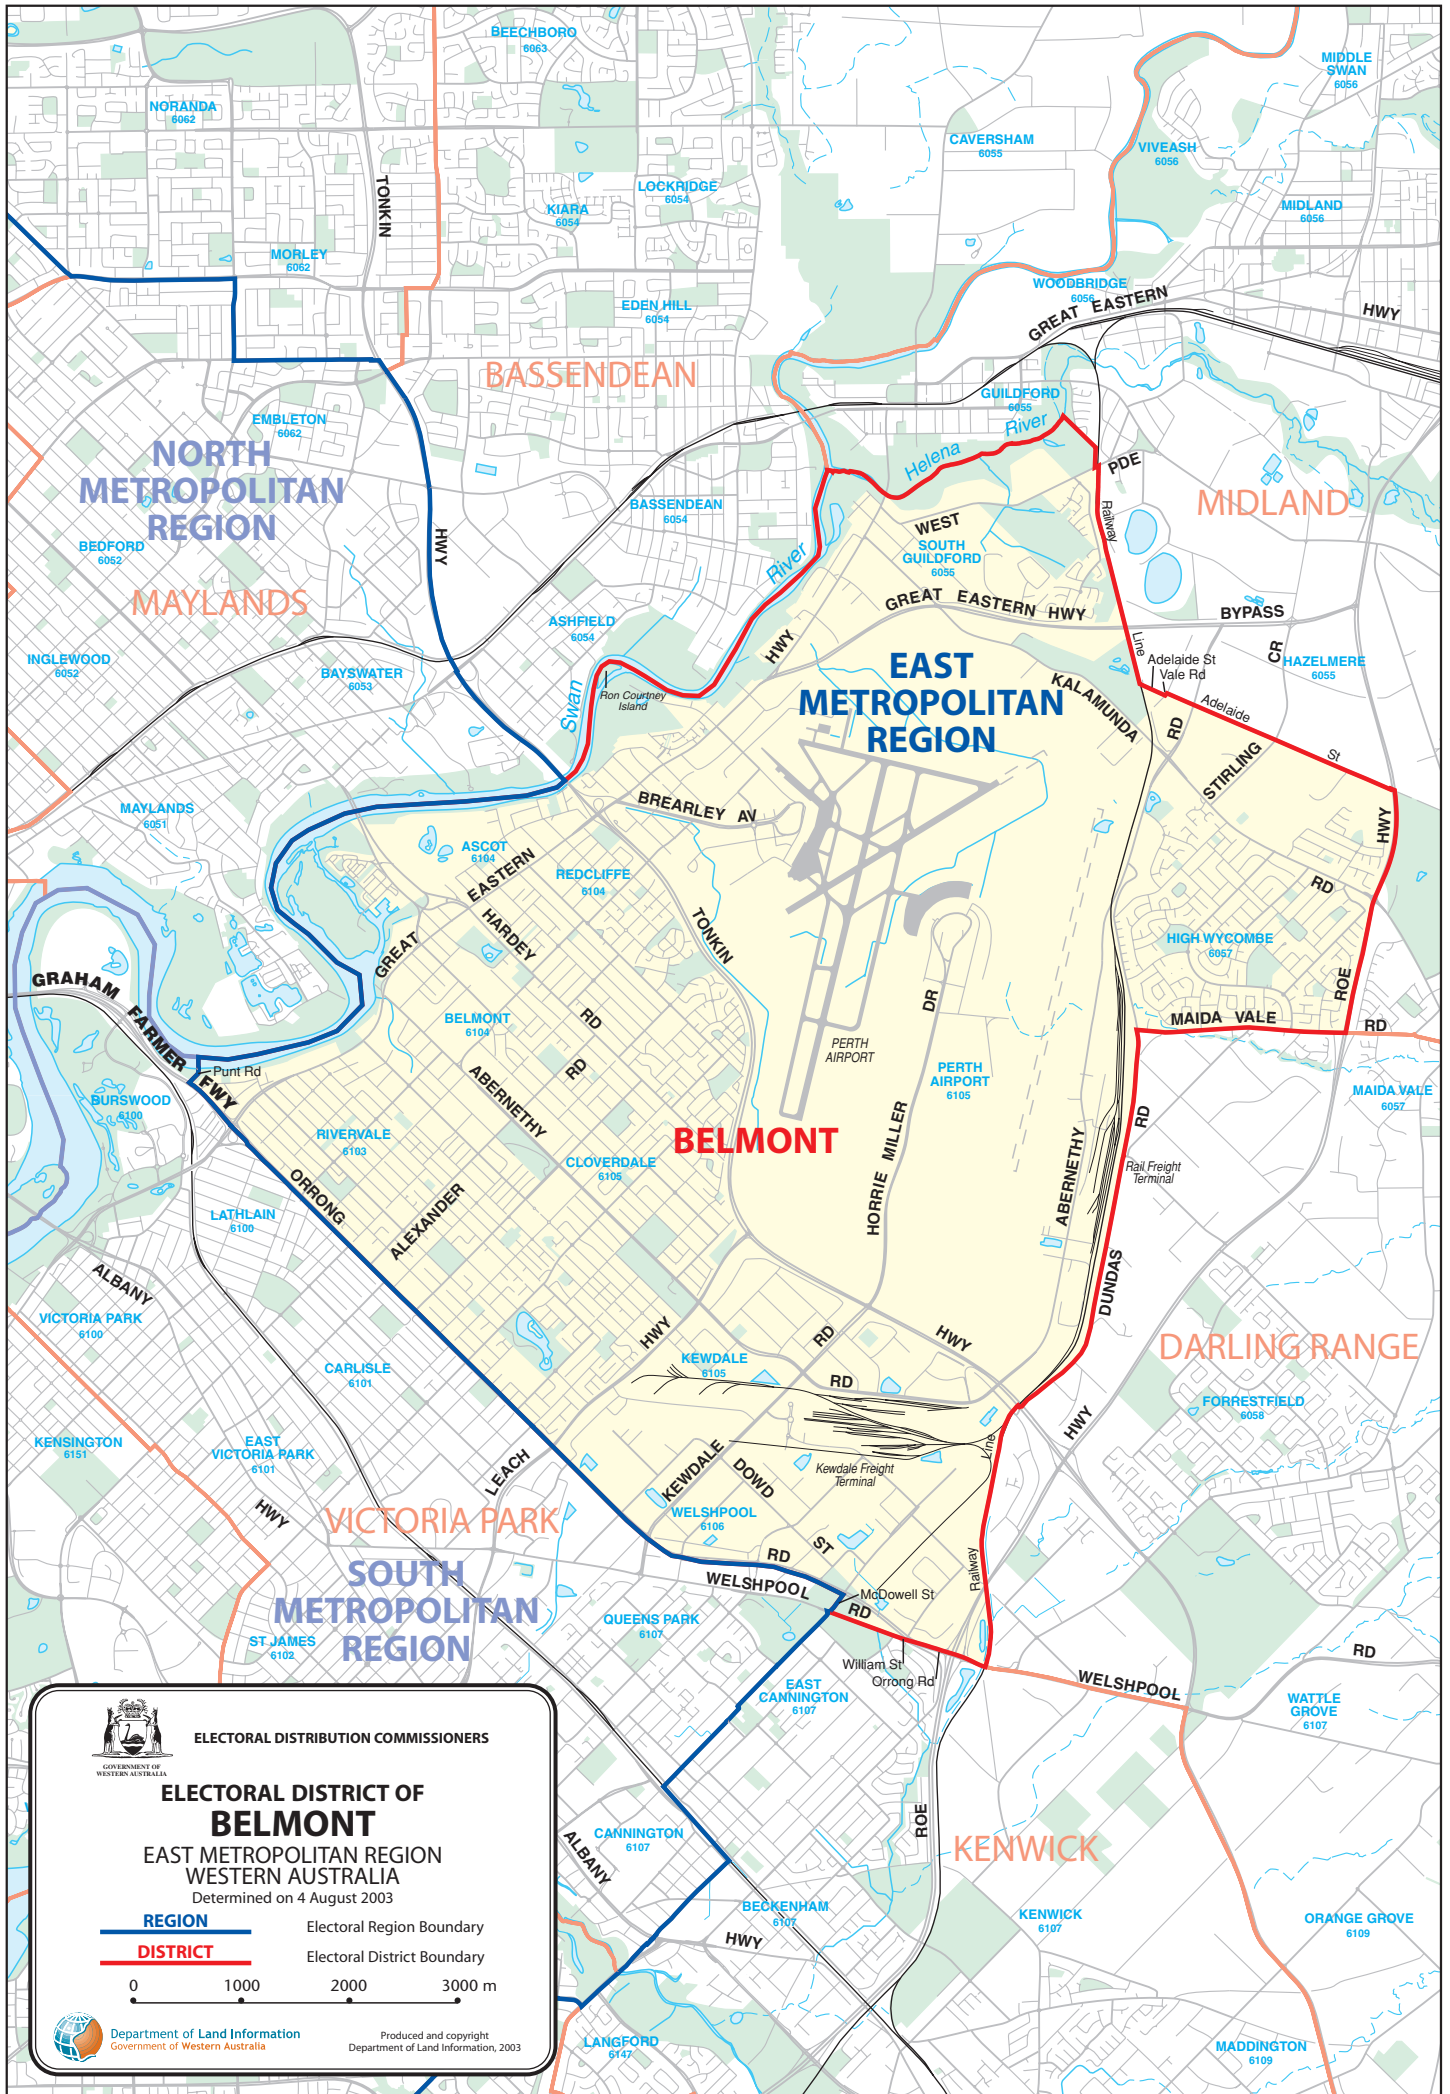 BEECHBORO
6063
MIDDLE
SWAN
6056
NORANDA
6062
CAVERSHAM
6055
VIVEASH
6056
TONKIN
LOCKRIDGE
6054
KIARA
6054
MIDLAND
6056
MORLEY
6062
WOODBRIDGE
6056
GREAT EASTERN
HWY
EDEN HILL
6054
BASSENDEAN
GUILDFORD
6055
EMBLETON
6062
Helena
River
NORTH
METROPOLITAN
REGION
PDE
MIDLAND
BASSENDEAN
6054
Railway
WEST
SOUTH
GUILDFORD
6055
BEDFORD
6052
HWY
River
MAYLANDS
GREAT EASTERN HWY
BYPASS
ASHFIELD
6054
HWY
Line
CR
INGLEWOOD
6052
BAYSWATER
6053
EAST
METROPOLITAN
REGION
Adelaide St
Vale Rd
HAZELMERE
6055
Swan
Ron Courtney
Island
KALAMUNDA
RD
Adelaide
St
STIRLING
MAYLANDS
6051
BREARLEY AV
HWY
ASCOT
6104
EASTERN
REDCLIFFE
6104
RD
HARDEY
TONKIN
GREAT
HIGH WYCOMBE
6057
GRAHAM FARMER FWY
DR
ROE
BELMONT
6104
RD
MAIDA VALE
RD
PERTH
AIRPORT
Punt Rd
RD
ABERNETHY
PERTH
AIRPORT
6105
MAIDA VALE
6057
BURSWOOD
6100
RIVERVALE
6103
BELMONT
HORRIE MILLER
RD
CLOVERDALE
6105
ABERNETHY
Rail Freight
Terminal
ORRONG
ALEXANDER
LATHLAIN
6100
ALBANY
DUNDAS
VICTORIA PARK
6100
HWY
RD
HWY
DARLING RANGE
CARLISLE
6101
KEWDALE
6105
RD
FORRESTFIELD
6058
HWY
KENSINGTON
6151
EAST
VICTORIA PARK
6101
LEACH
KEWDALE
DOWD
Kewdale Freight
Terminal
Line
HWY
VICTORIA PARK
WELSHPOOL
6106
ST
RD
SOUTH
METROPOLITAN
REGION
WELSHPOOL
McDowell St
RD
Railway
QUEENS PARK
6107
ST JAMES
6102
William St
Orrong Rd
RD
EAST
CANNINGTON
6107
WELSHPOOL
WATTLE
GROVE
6107
GOVERNMENT OF
WESTERN AUSTRALIA
ELECTORAL DISTRIBUTION COMMISSIONERS
ELECTORAL DISTRICT OF
BELMONT
EAST METROPOLITAN REGION
WESTERN AUSTRALIA
Determined on 4 August 2003
REGION
Electoral Region Boundary
DISTRICT
Electoral District Boundary
0 1000 2000 3000 m
Department of Land Information
Government of Western Australia
Produced and copyright
Department of Land Information, 2003
CANNINGTON
6107
ALBANY
ROE
KENWICK
BECKENHAM
6107
HWY
KENWICK
6107
ORANGE GROVE
6109
LANGFORD
6147
MADDINGTON
6109